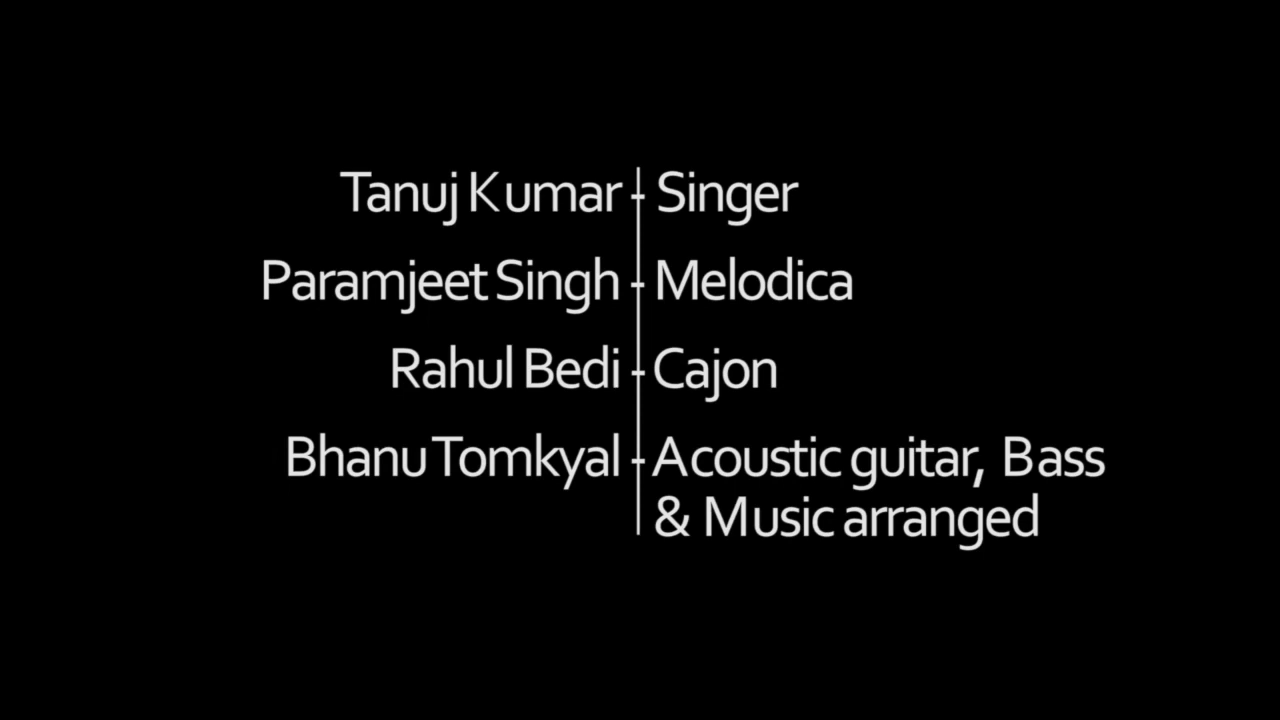 Tanuj Kumar - Singer
Paramjeet Singh - Melodica
Rahul Bedi - Cajon
Bhanu Tomkyal - Acoustic guitar, Bass
& Music arranged